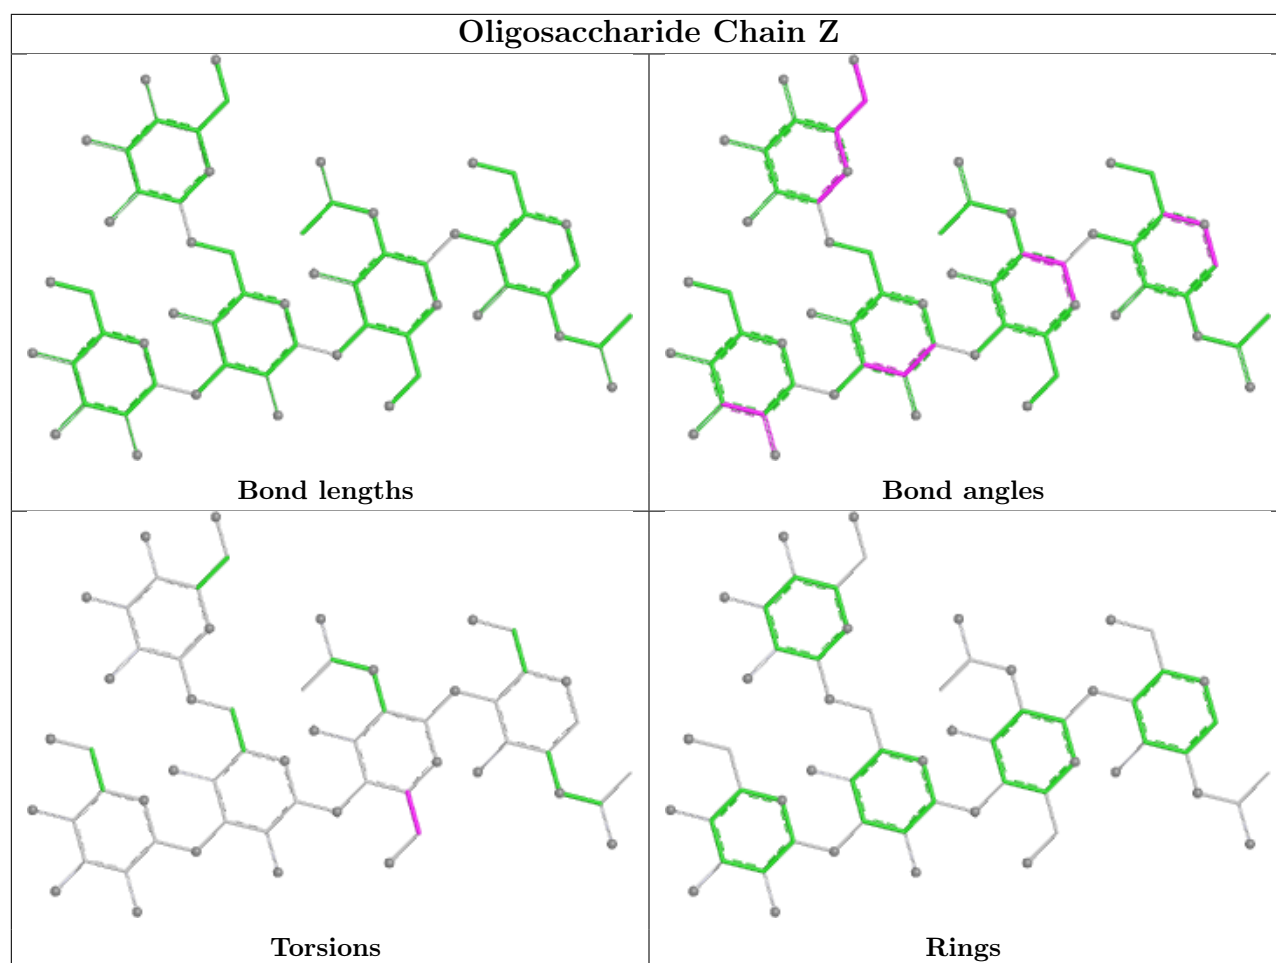 Oligosaccharide Chain Z
Bond lengths
Bond angles
Torsions
Rings